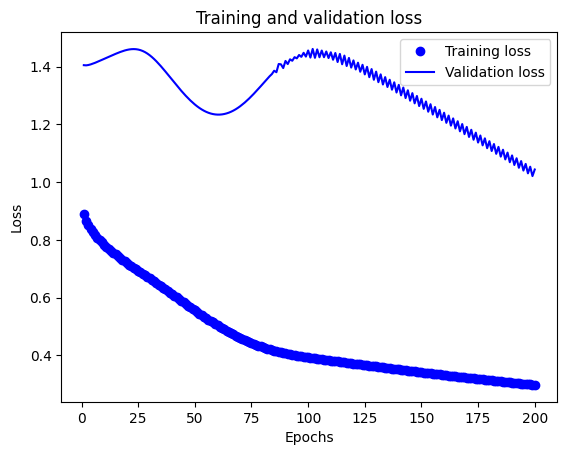 Training and validation loss
Training loss
Validation loss
Loss
1.4
1.2
1.0
0.8
0.6
0.4
0 25 50 75 100 125 150 175 200
Epochs